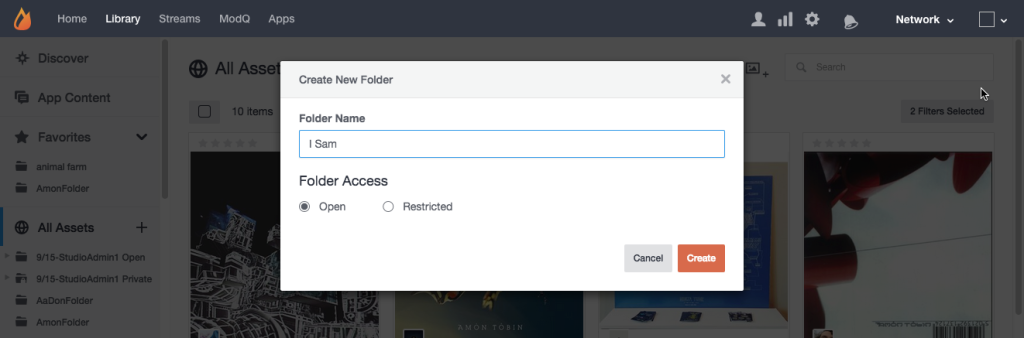 Home Library Streams ModQ Apps Network
Discover
App Content
Favorites
animal farm
AmonFolder
All Assets
9/15-StudioAdmin1 Open
9/15-StudioAdmin1 Private
AaDonFolder
AmonFolder
All Asset
Search
10 items
2 Filters Selected
Create New Folder
Folder Name
I Sam
Folder Access
Open Restricted
Cancel Create
AMON TOBIN